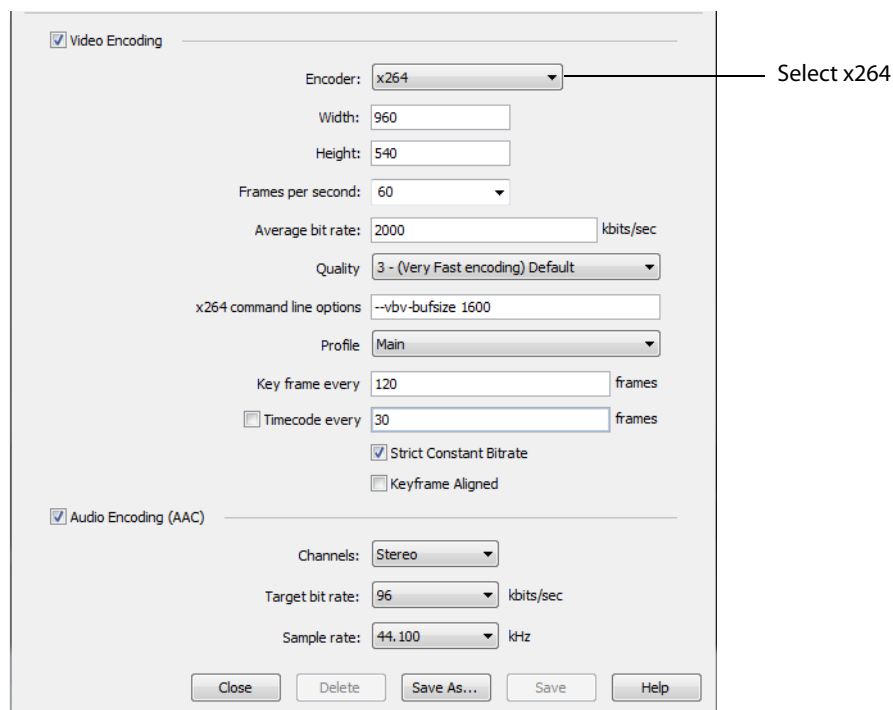 Video Encoding
Encoder: x264 Select x264
Width: 960
Height: 540
Frames per second: 60
Average bit rate: 2000 kbits/sec
Quality 3 - (Very Fast encoding) Default
x264 command line options --vbv-bufsize 1600
Profile Main
Key frame every 120 frames
Timecode every 30 frames
Strict Constant Bitrate
Keyframe Aligned
Audio Encoding (AAC)
Channels: Stereo
Target bit rate: 96 kbits/sec
Sample rate: 44.100 kHz
Close Delete Save As... Save Help